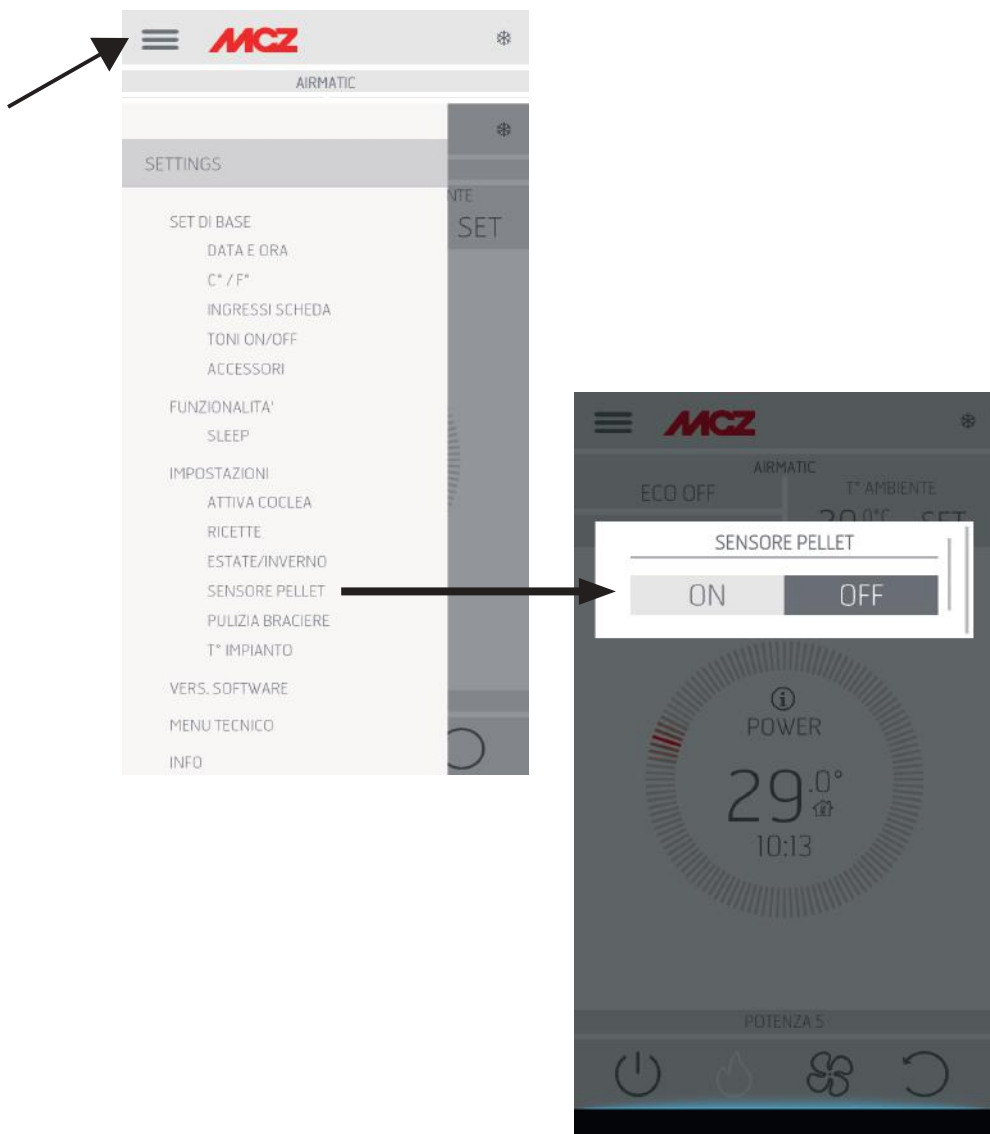 MCZ
AIRMATIC
SETTINGS
SET DI BASE
DATA E ORA
C° / F°
INGRESSI SCHEDA
TONI ON/OFF
ACCESSORI
FUNZIONALITA'
SLEEP
IMPOSTAZIONI
ATTIVA COCLEA
RICETTE
ESTATE/INVERNO
SENSORE PELLET
PULIZIA BRACIERE
T° IMPIANTO
VERS. SOFTWARE
MENU TECNICO
INFO
NTE
SET
MCZ
AIRMATIC
ECO OFF
T° AMBIENTE
SET
SENSORE PELLET
ON OFF
i
POWER
29.0°
10:13
POTENZA 5